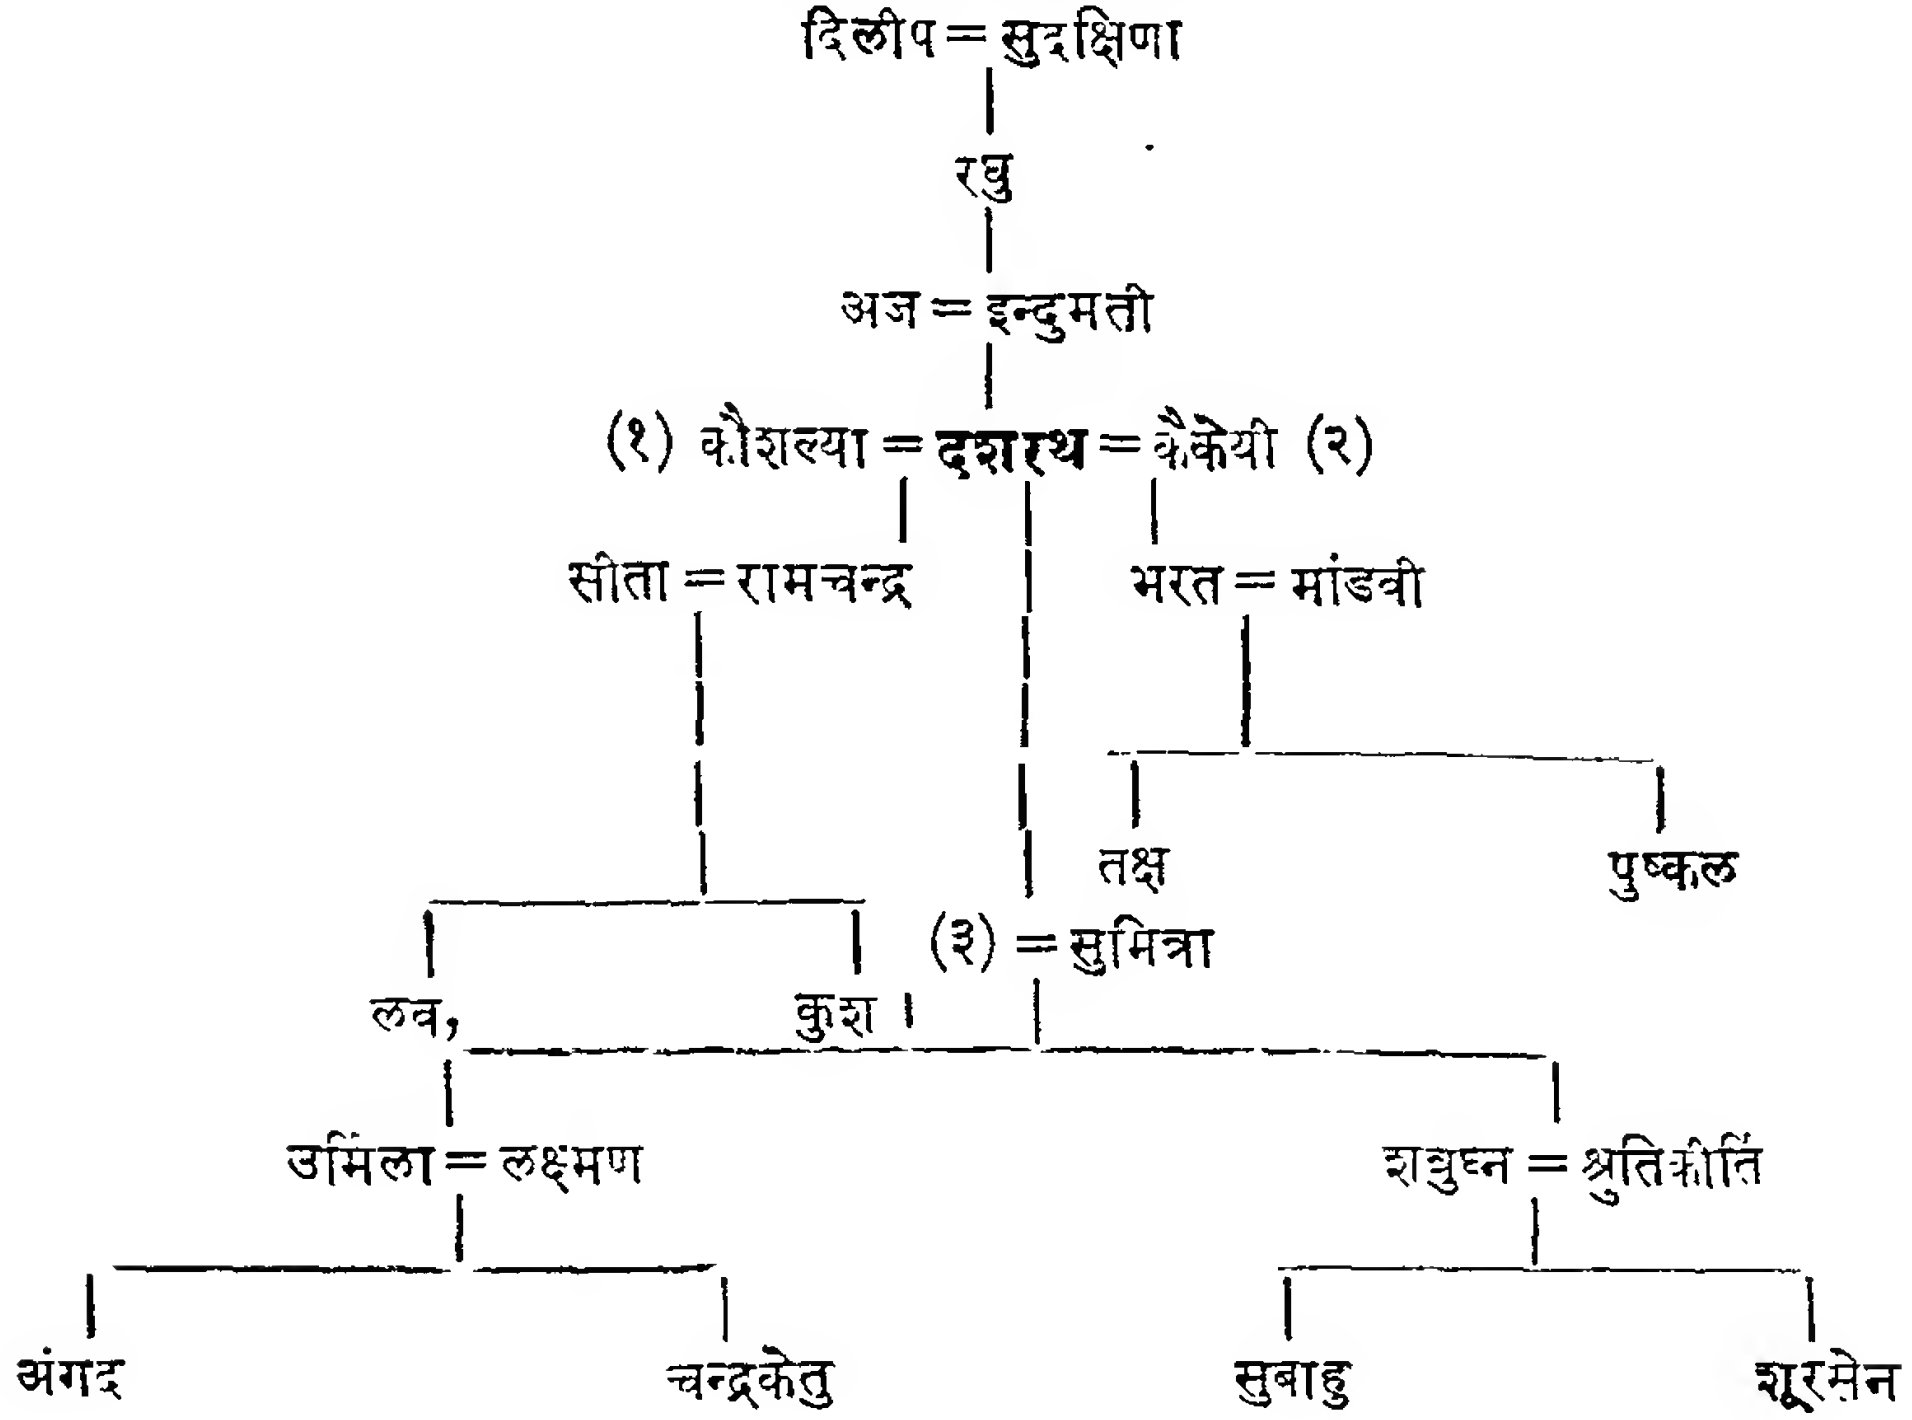 दिलीप = सुदक्षिणा
रघु
अज = इन्दुमती
(१) कौशल्या = दशरथ = कैकेयी (२)
सीता = रामचन्द्र भरत = मांडवी
तक्ष पुष्कल
(३) = सुमित्रा
लव, कुश ।
उर्मिला = लक्ष्मण शत्रुघ्न = श्रुतिकीर्ति
अंगद चन्द्रकेतु सुबाहु शूरसेन